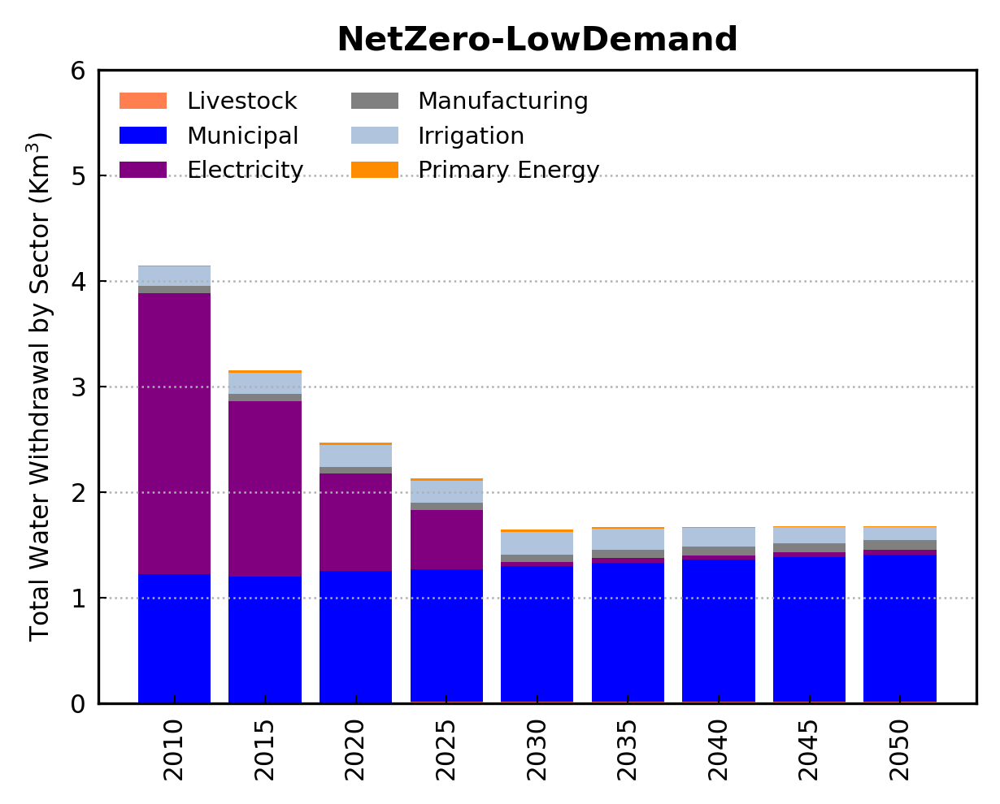 NetZero-LowDemand
Total Water Withdrawal by Sector (Km³)
6
5
4
3
2
1
0
Livestock
Municipal
Electricity
Manufacturing
Irrigation
Primary Energy
2010
2015
2020
2025
2030
2035
2040
2045
2050